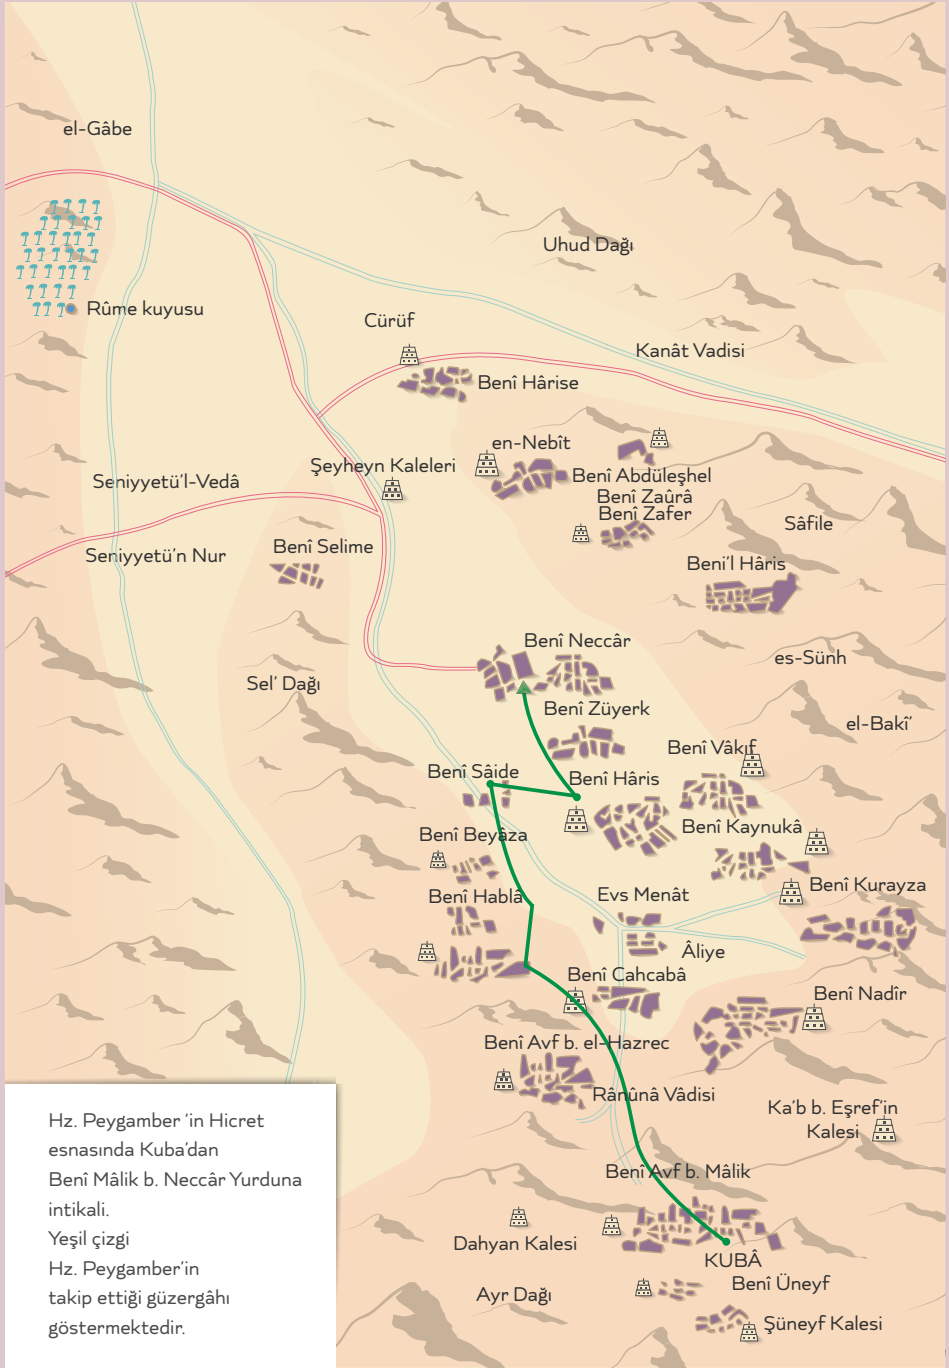 el-Gâbe
Uhud Dağı
Rûme kuyusu
Cürüf
Kanât Vadisi
Benî Hârise
en-Nebît
Şeyheyn Kaleleri
Benî Abdüleşhel
Seniyyetü'l-Vedâ
Benî Zaûrâ
Benî Zafer
Sâfile
Seniyyetü'n Nur
Benî Selime
Beni'l Hâris
Benî Neccâr
es-Sünh
Sel' Dağı
Benî Züyerk
el-Bakî'
Benî Vâkıf
Benî Sâide
Benî Hâris
Benî Beyâza
Benî Kaynukâ
Benî Kurayza
Benî Hablâ
Evs Menât
Âliye
Benî Cahcabâ
Benî Nadîr
Benî Avf b. el-Hazrec
Rânûnâ Vâdisi
Ka'b b. Eşref'in
Kalesi
Benî Avf b. Mâlik
Dahyan Kalesi
KUBÂ
Benî Üneyf
Ayr Dağı
Şüneyf Kalesi
Hz. Peygamber 'in Hicret
esnasında Kuba'dan
Benî Mâlik b. Neccâr Yurduna
intikali.
Yeşil çizgi
Hz. Peygamber'in
takip ettiği güzergâhı
göstermektedir.